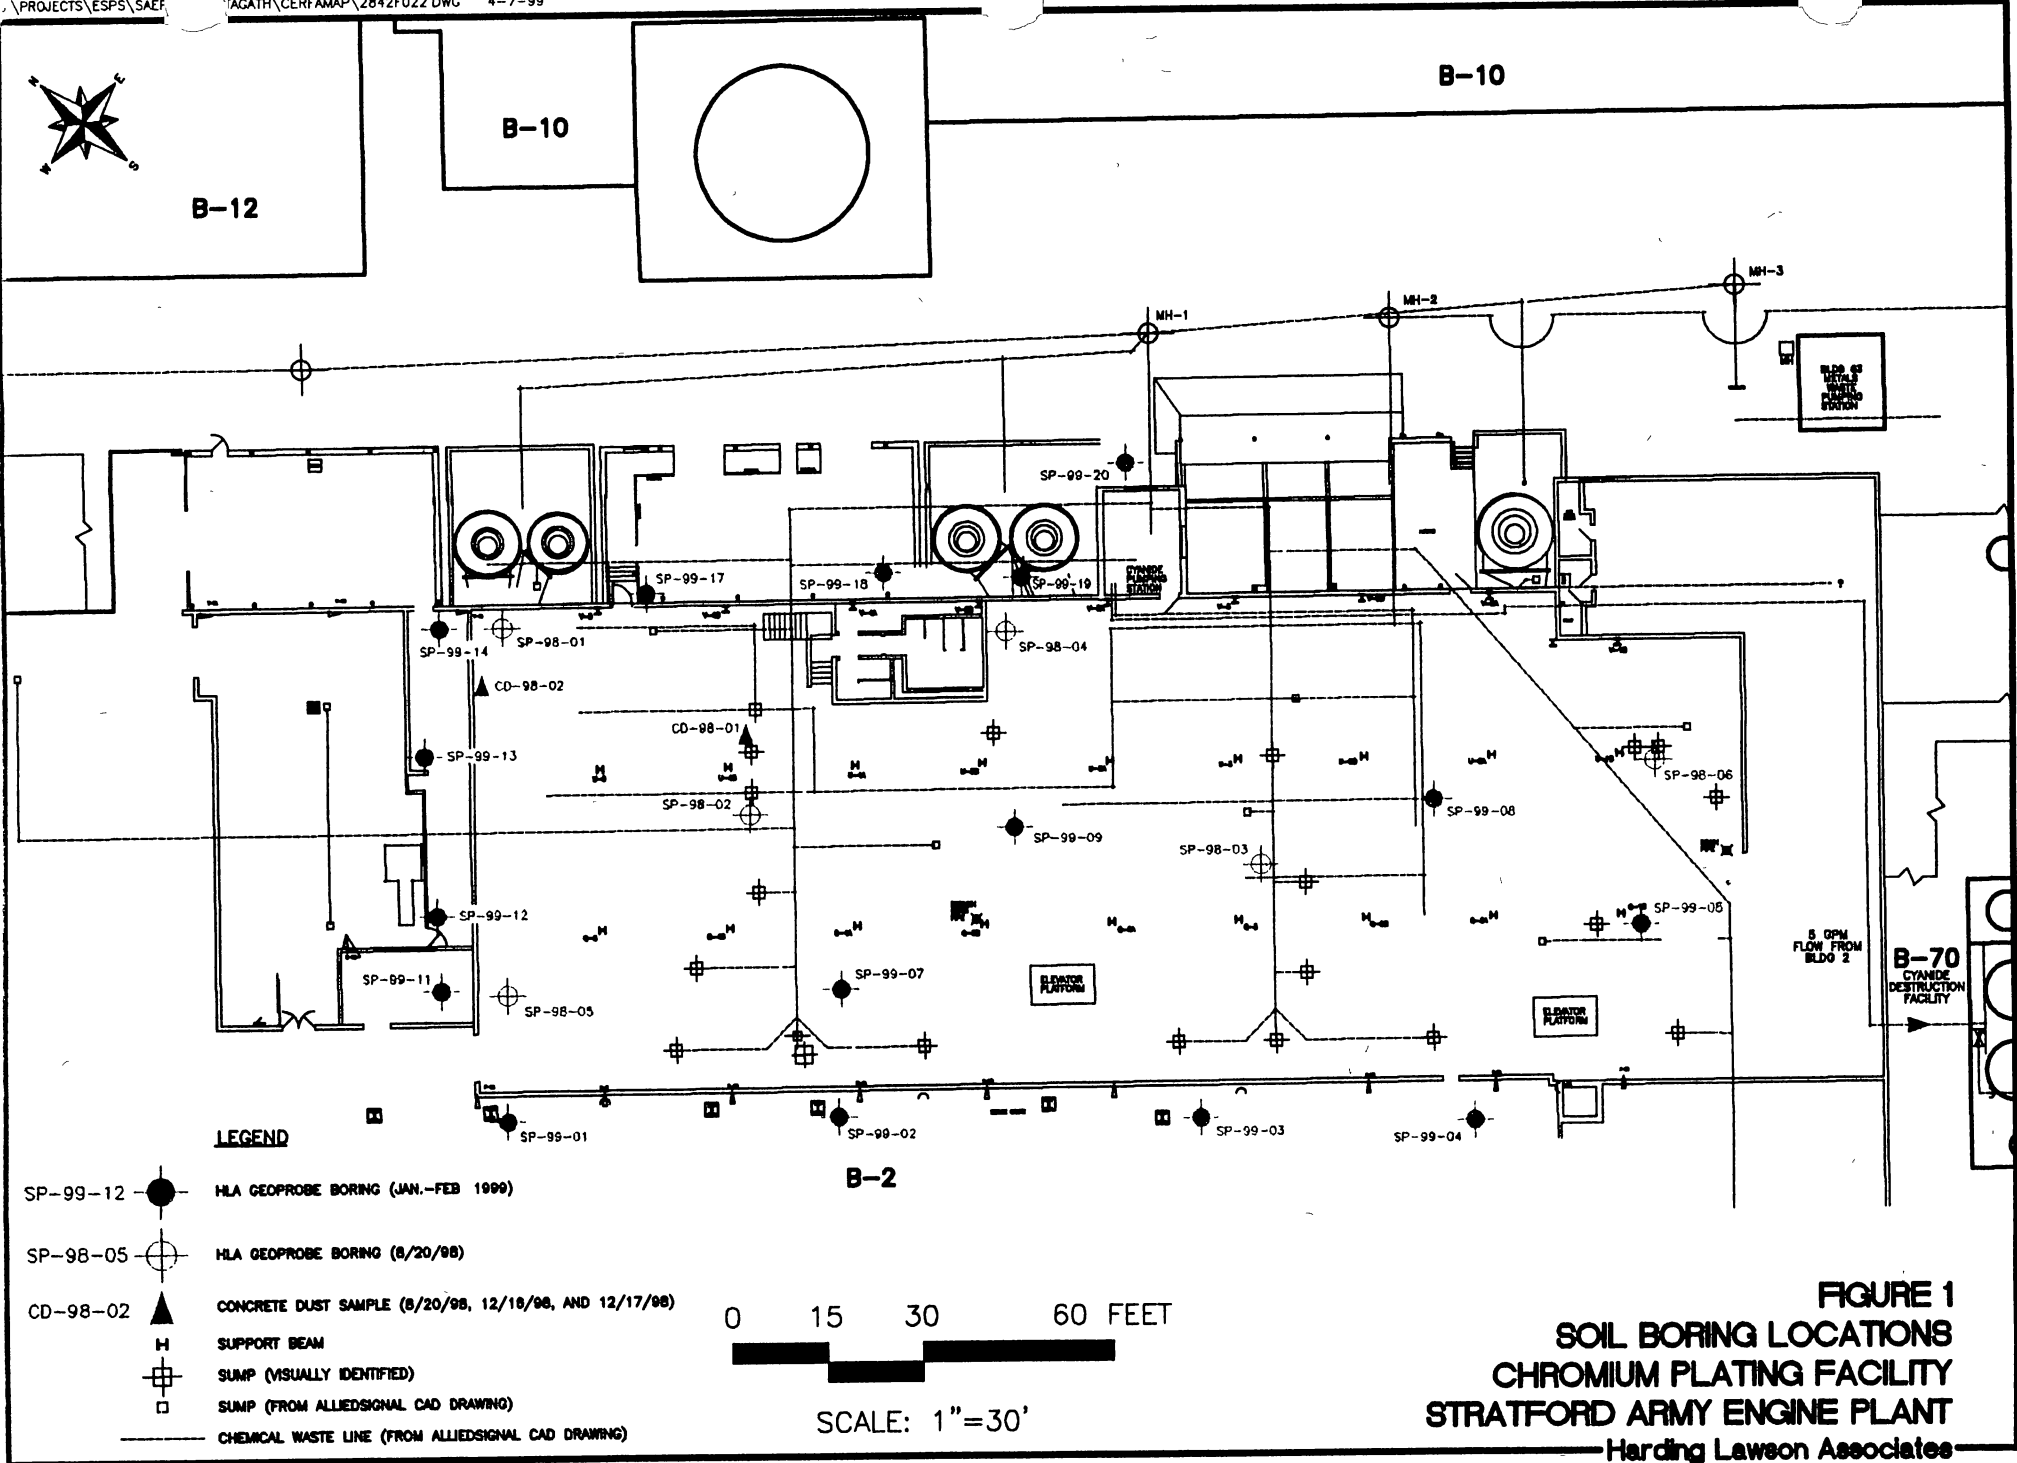 \PROJECTS\ESPS\SAEF
TAGATH\CERFAMAP\2842F022 DWG 4-7-99
N
E
W
S
B-12
B-10
B-10
MH-1
MH-2
MH-3
MH
BLDG 63
METALS
WASTE
PUMPING
STATION
SP-99-20
SP-99-17
SP-99-18
SP-99-19
CYANIDE
PUMPING
STATION
SP-99-14
SP-98-01
SP-98-04
CD-98-02
CD-98-01
SP-99-13
SP-98-02
SP-98-06
SP-99-08
SP-99-09
SP-98-03
SP-99-12
SP-99-05
SP-99-11
SP-98-05
SP-99-07
ELEVATOR
PLATFORM
ELEVATOR
PLATFORM
5 GPM
FLOW FROM
BLDG 2
B-70
CYANIDE
DESTRUCTION
FACILITY
SP-99-01
SP-99-02
SP-99-03
SP-99-04
B-2
LEGEND
SP-99-12 HLA GEOPROBE BORING (JAN.-FEB 1999)
SP-98-05 HLA GEOPROBE BORING (8/20/98)
CD-98-02 CONCRETE DUST SAMPLE (8/20/98, 12/16/98, AND 12/17/98)
H SUPPORT BEAM
SUMP (VISUALLY IDENTIFIED)
SUMP (FROM ALLIEDSIGNAL CAD DRAWING)
CHEMICAL WASTE LINE (FROM ALLIEDSIGNAL CAD DRAWING)
0 15 30 60 FEET
SCALE: 1"=30'
FIGURE 1
SOIL BORING LOCATIONS
CHROMIUM PLATING FACILITY
STRATFORD ARMY ENGINE PLANT
Harding Lawson Associates